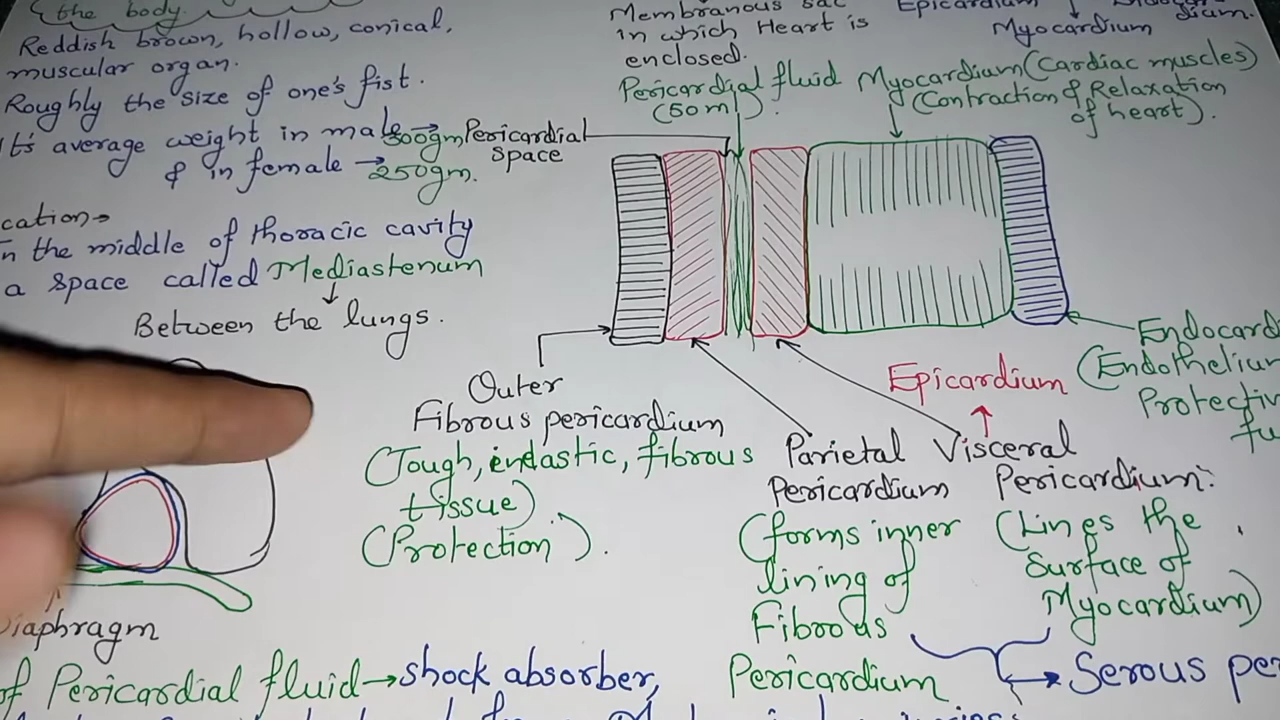 the body.
Reddish brown, hollow, conical,
muscular organ.
Roughly the size of one's fist.
It's average weight in male → 300gm
& in female → 250gm.
cation →
n the middle of thoracic cavity
a space called Mediastenum
↓
Between the lungs.
Diaphragm
Membranous sac
in which Heart is
enclosed.
Pericardial fluid
(50ml).
Pericardial
space
Epicardium ↓
Myocardium
dium.
Myocardium (Cardiac muscles)
(Contraction & Relaxation
of heart).
Outer
Fibrous pericardium
(Tough, inelastic, fibrous
tissue)
(Protection).
Parietal
Pericardium
(forms inner
lining of
Fibrous
Pericardium
Epicardium
↑
Visceral
Pericardium:
(Lines the
Surface of
Myocardium)
Endocard
(Endothelium
Protectiv
fu
→ Serous pe
of Pericardial fluid → shock absorber,